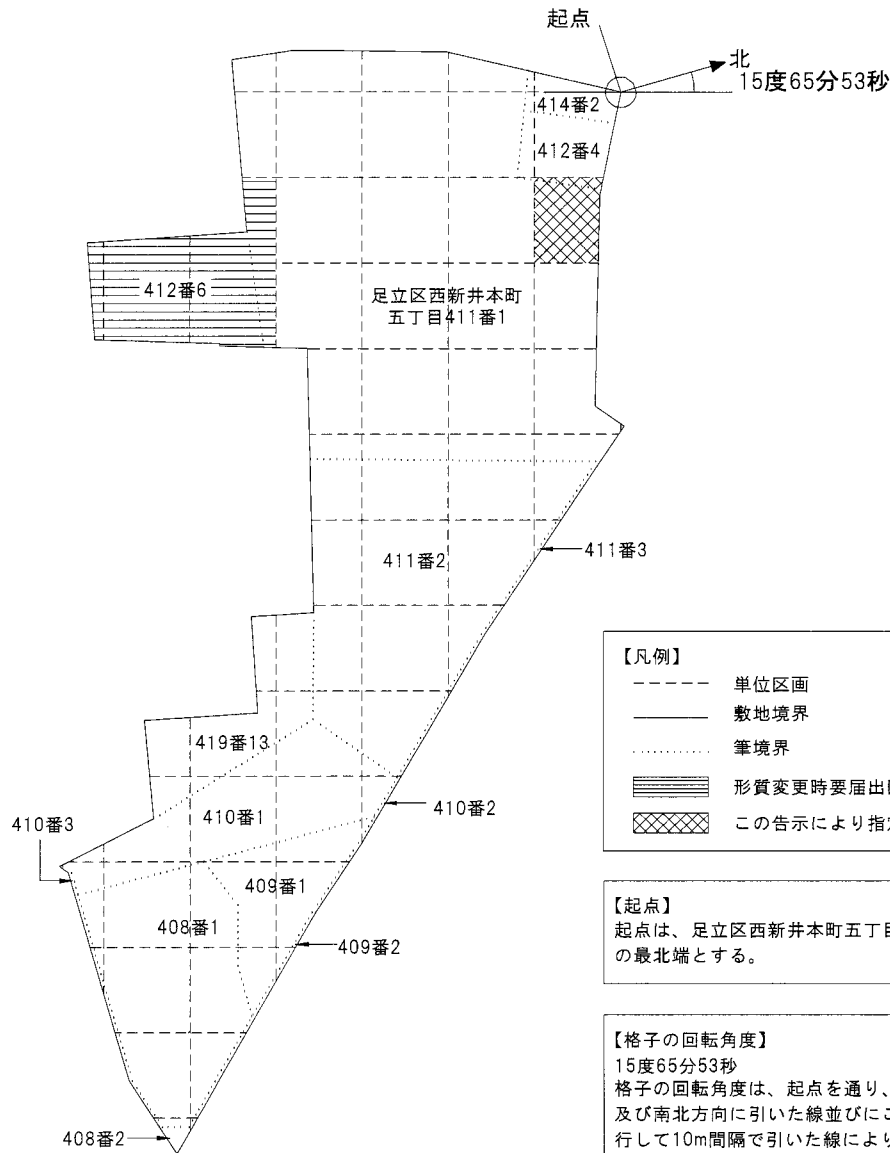 起点
北
15度65分53秒
414番2
412番4
412番6
足立区西新井本町
五丁目411番1
411番2
411番3
419番13
410番1
410番2
410番3
409番1
408番1
409番2
408番2
【凡例】
単位区画
敷地境界
筆境界
形質変更時要届出
この告示により指定
【起点】
起点は、足立区西新井本町五丁目
の最北端とする。
【格子の回転角度】
15度65分53秒
格子の回転角度は、起点を通り、
及び南北方向に引いた線並びにこ
行して10m間隔で引いた線により